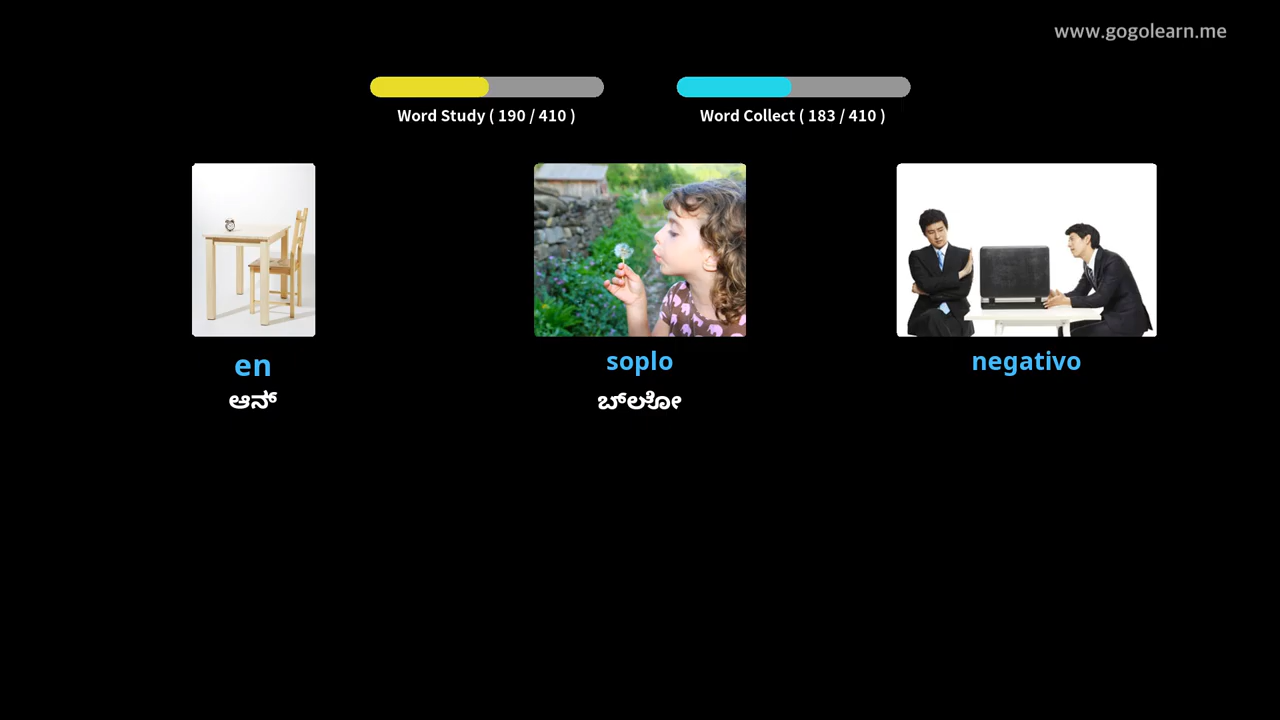 www.gogolearn.me
Word Study ( 190 / 410 )
Word Collect ( 183 / 410 )
en
soplo
negativo
ಆನ್
ಬ್ಲೋ